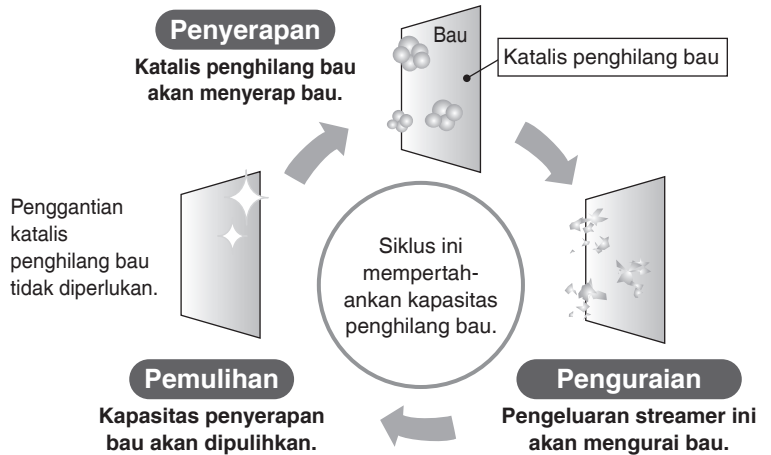 Penyerapan
Katalis penghilang bau
akan menyerap bau.
Bau
Katalis penghilang bau
Penggantian
katalis
penghilang bau
tidak diperlukan.
Siklus ini
mempertah-
ankan kapasitas
penghilang bau.
Pemulihan
Kapasitas penyerapan
bau akan dipulihkan.
Penguraian
Pengeluaran streamer ini
akan mengurai bau.